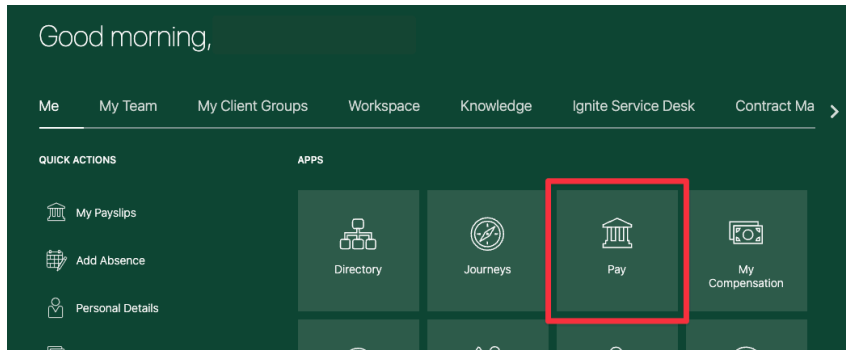 Good morning,
Me My Team My Client Groups Workspace Knowledge Ignite Service Desk Contract Ma
QUICK ACTIONS
APPS
My Payslips
Add Absence
Personal Details
Directory
Journeys
Pay
My
Compensation